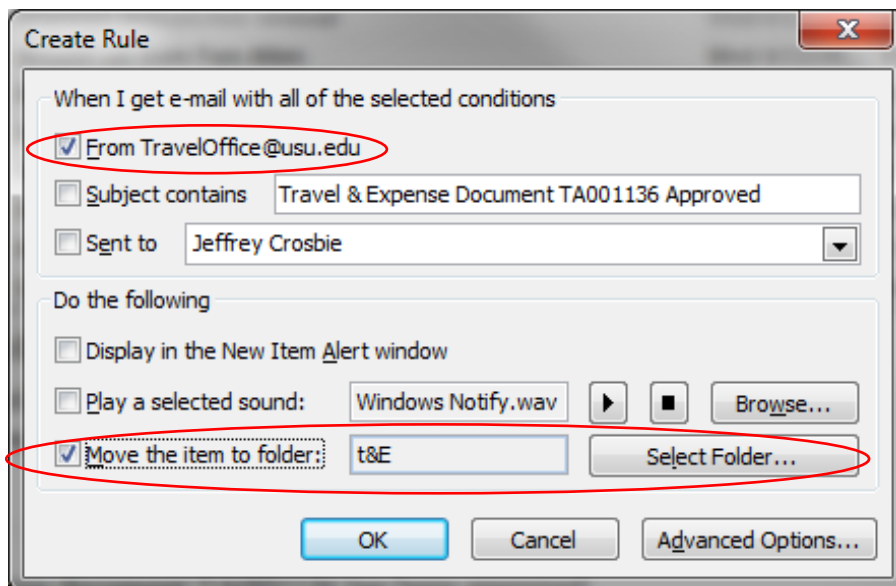 Create Rule
When I get e-mail with all of the selected conditions
From TravelOffice@usu.edu
Subject contains Travel & Expense Document TA001136 Approved
Sent to Jeffrey Crosbie
Do the following
Display in the New Item Alert window
Play a selected sound: Windows Notify.wav Browse...
Move the item to folder: t&E Select Folder...
OK Cancel Advanced Options...